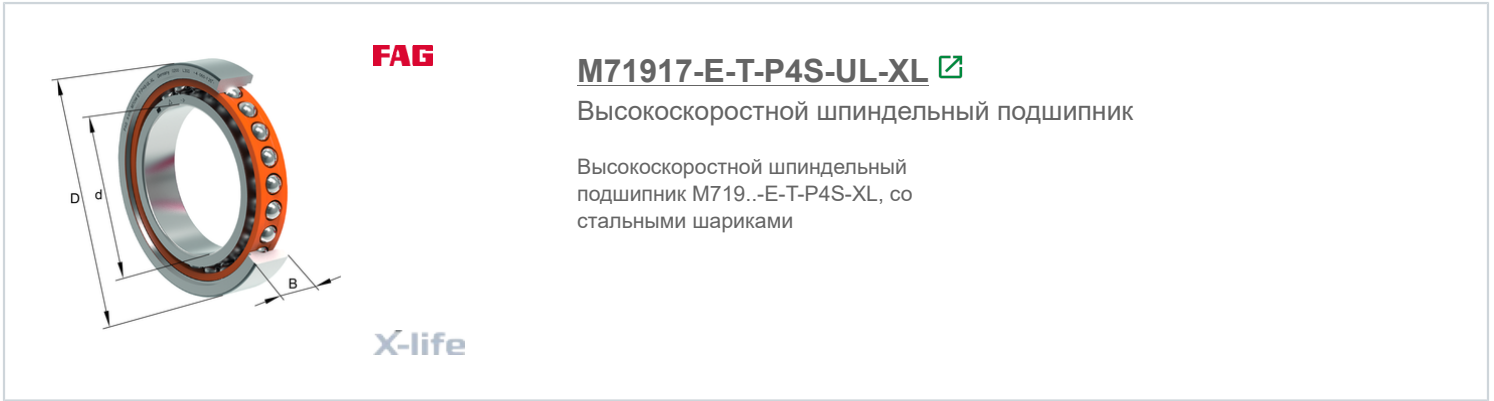 FAG
M71917-E-T-P4S-UL-XL
Высокоскоростной шпиндельный подшипник
Высокоскоростной шпиндельный
подшипник M719..-E-T-P4S-XL, со
стальными шариками
D
d
B
X-life